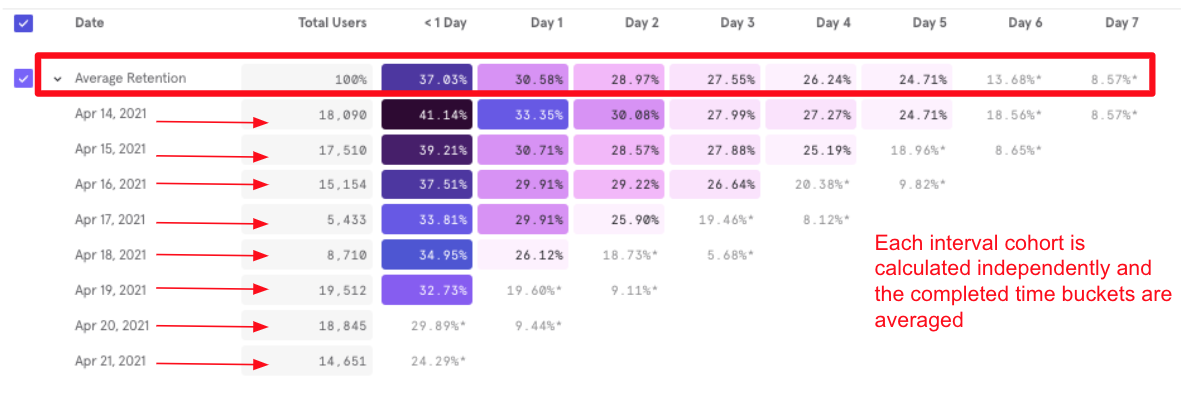 Date Total Users < 1 Day Day 1 Day 2 Day 3 Day 4 Day 5 Day 6 Day 7
Average Retention 100% 37.03% 30.58% 28.97% 27.55% 26.24% 24.71% 13.68%* 8.57%*
Apr 14, 2021 18,090 41.14% 33.35% 30.08% 27.99% 27.27% 24.71% 18.56%* 8.57%*
Apr 15, 2021 17,510 39.21% 30.71% 28.57% 27.88% 25.19% 18.96%* 8.65%*
Apr 16, 2021 15,154 37.51% 29.91% 29.22% 26.64% 20.38%* 9.82%*
Apr 17, 2021 5,433 33.81% 29.91% 25.90% 19.46%* 8.12%*
Apr 18, 2021 8,710 34.95% 26.12% 18.73%* 5.68%*
Apr 19, 2021 19,512 32.73% 19.60%* 9.11%*
Apr 20, 2021 18,845 29.89%* 9.44%*
Apr 21, 2021 14,651 24.29%*
Each interval cohort is
calculated independently and
the completed time buckets are
averaged